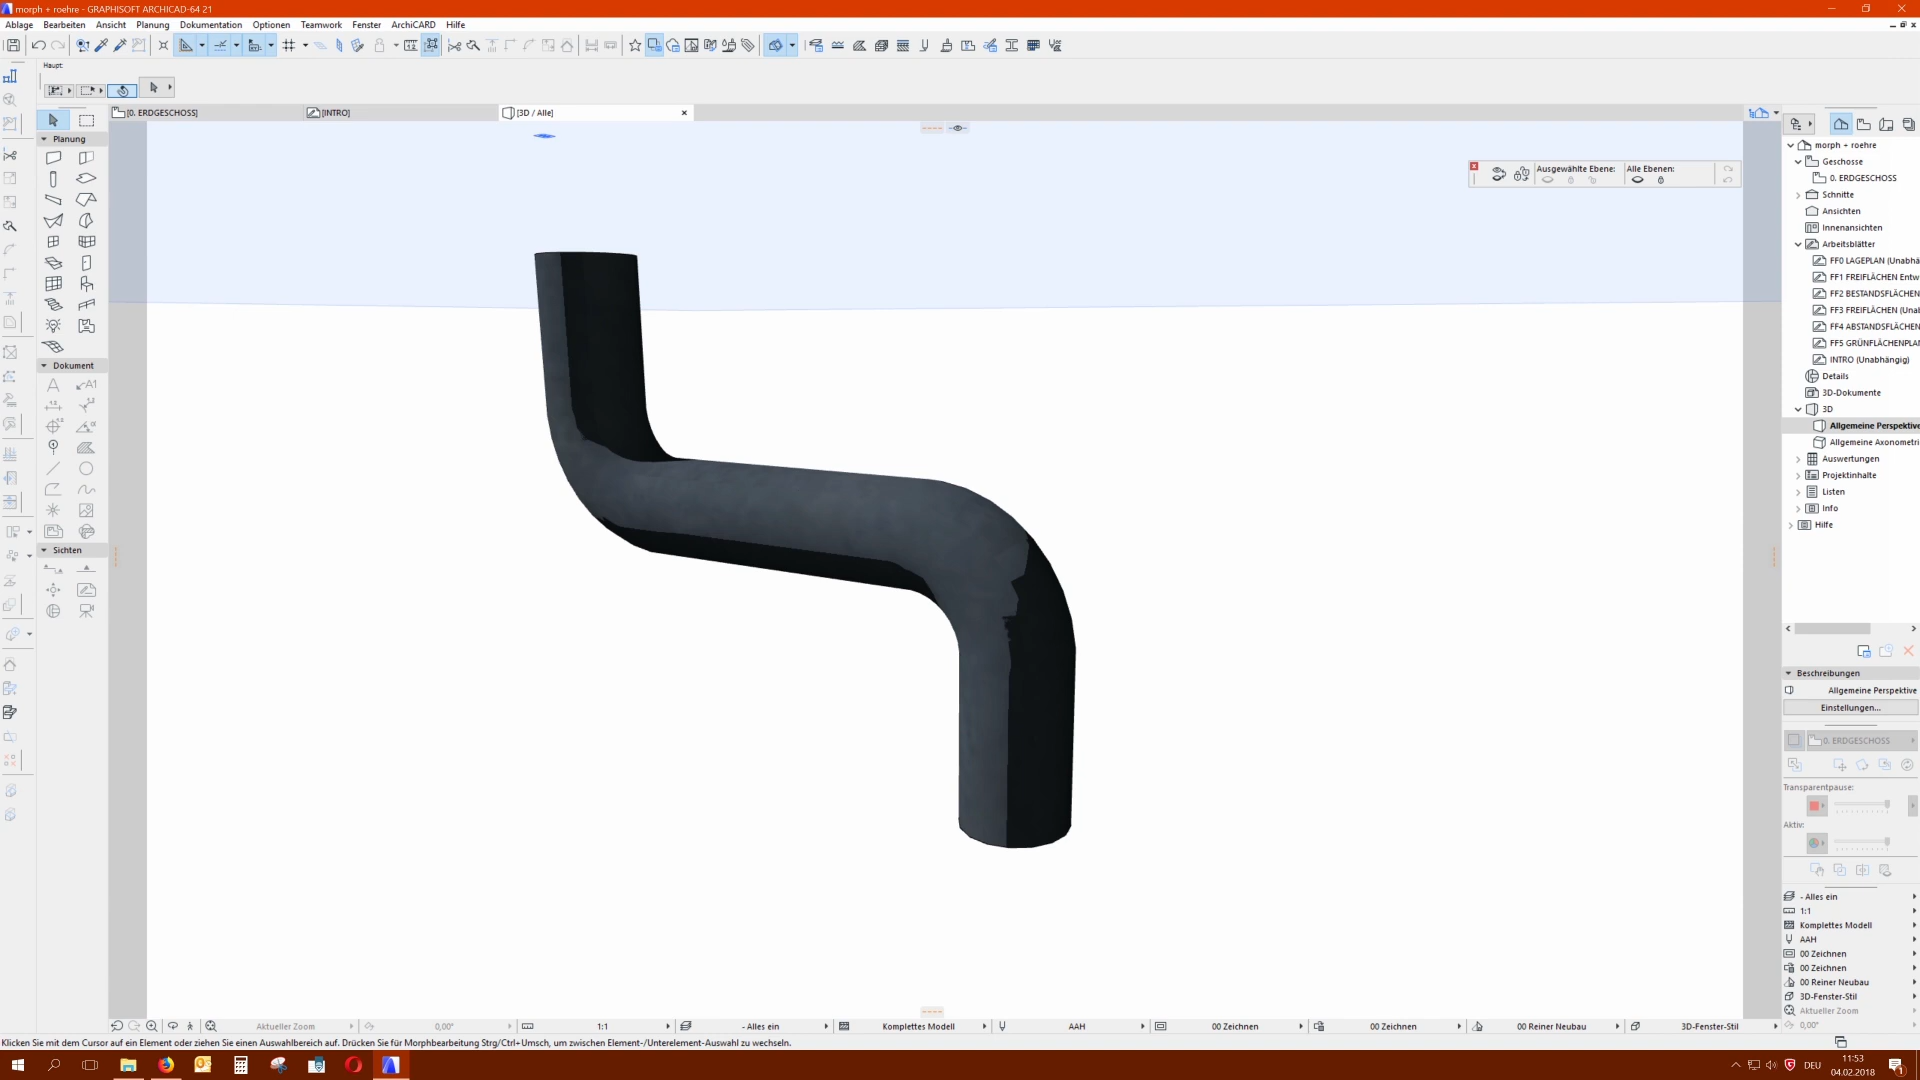 morph + roehre - GRAPHISOFT ARCHICAD-64 21
Ablage Bearbeiten Ansicht Planung Dokumentation Optionen Teamwork Fenster ArchiCARD Hilfe
Haupt:
[0. ERDGESCHOSS] [INTRO] [3D / Alle]
Planung
Dokument
A A1
1.2
Sichten
Ausgewählte Ebene: Alle Ebenen:
morph + roehre
Geschosse
0. ERDGESCHOSS
Schnitte
Ansichten
Innenansichten
Arbeitsblätter
FF0 LAGEPLAN (Unabhä
FF1 FREIFLÄCHEN Entw
FF2 BESTANDSFLÄCHEN
FF3 FREIFLÄCHEN (Unab
FF4 ABSTANDSFLÄCHEN
FF5 GRÜNFLÄCHENPLAN
INTRO (Unabhängig)
Details
3D-Dokumente
3D
Allgemeine Perspektive
Allgemeine Axonometri
Auswertungen
Projektinhalte
Listen
Info
Hilfe
Beschreibungen
Allgemeine Perspektive
Einstellungen...
0. ERDGESCHOSS
Transparentpause:
Aktiv:
- Alles ein
1:1
Komplettes Modell
AAH
00 Zeichnen
00 Zeichnen
00 Reiner Neubau
3D-Fenster-Stil
Aktueller Zoom
0,00°
Aktueller Zoom 0,00° 1:1 - Alles ein Komplettes Modell AAH 00 Zeichnen 00 Zeichnen 00 Reiner Neubau 3D-Fenster-Stil
Klicken Sie mit dem Cursor auf ein Element oder ziehen Sie einen Auswahlbereich auf. Drücken Sie für Morphbearbeitung Strg/Ctrl+Umsch, um zwischen Element-/Unterelement-Auswahl zu wechseln.
DEU
11:53
04.02.2018